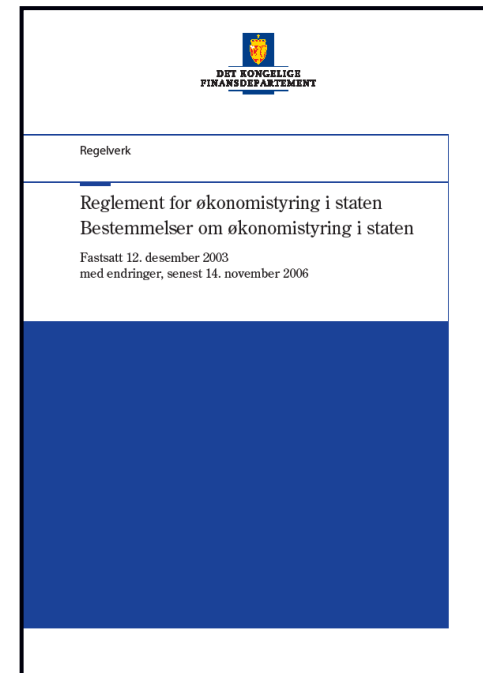 DET KONGELIGE
FINANSDEPARTEMENT
Regelverk
Reglement for økonomistyring i staten
Bestemmelser om økonomistyring i staten
Fastsatt 12. desember 2003
med endringer, senest 14. november 2006